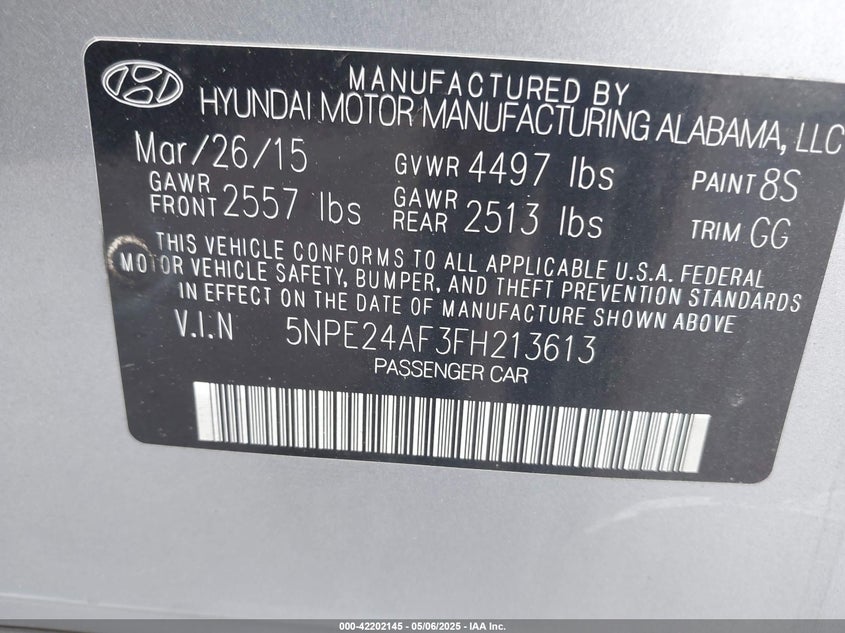 MANUFACTURED BY
HYUNDAI MOTOR MANUFACTURING ALABAMA, LLC
Mar/26/15 GVWR 4497 lbs PAINT 8S
GAWR FRONT 2557 lbs GAWR REAR 2513 lbs TRIM GG
THIS VEHICLE CONFORMS TO ALL APPLICABLE U.S.A. FEDERAL
MOTOR VEHICLE SAFETY, BUMPER, AND THEFT PREVENTION STANDARDS
IN EFFECT ON THE DATE OF MANUFACTURE SHOWN ABOVE
V.I.N 5NPE24AF3FH213613
PASSENGER CAR
000-42202145 - 05/06/2025 - IAA Inc.